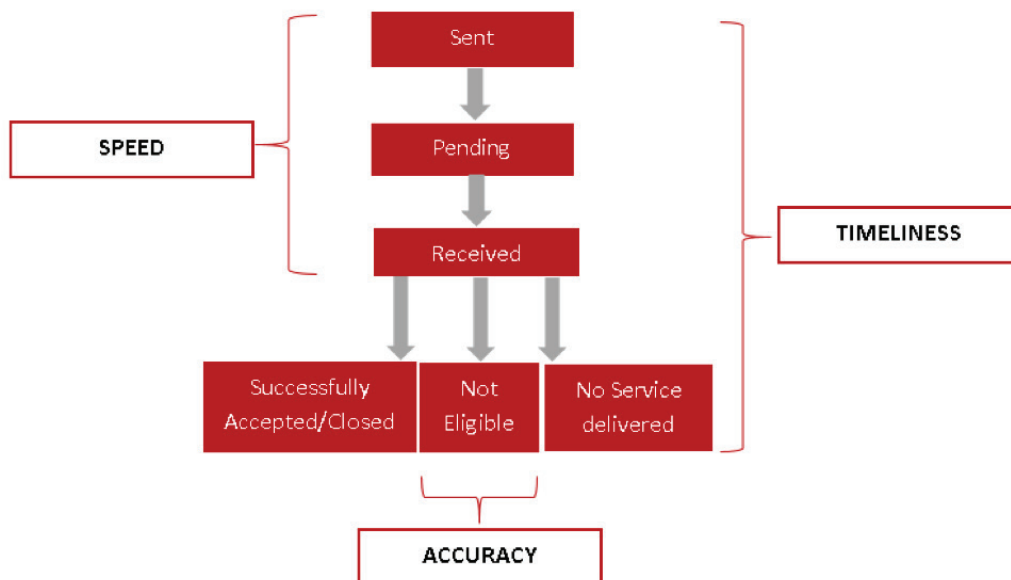 Sent
SPEED
Pending
Received
TIMELINESS
Successfully
Accepted/Closed
Not
Eligible
No Service
delivered
ACCURACY